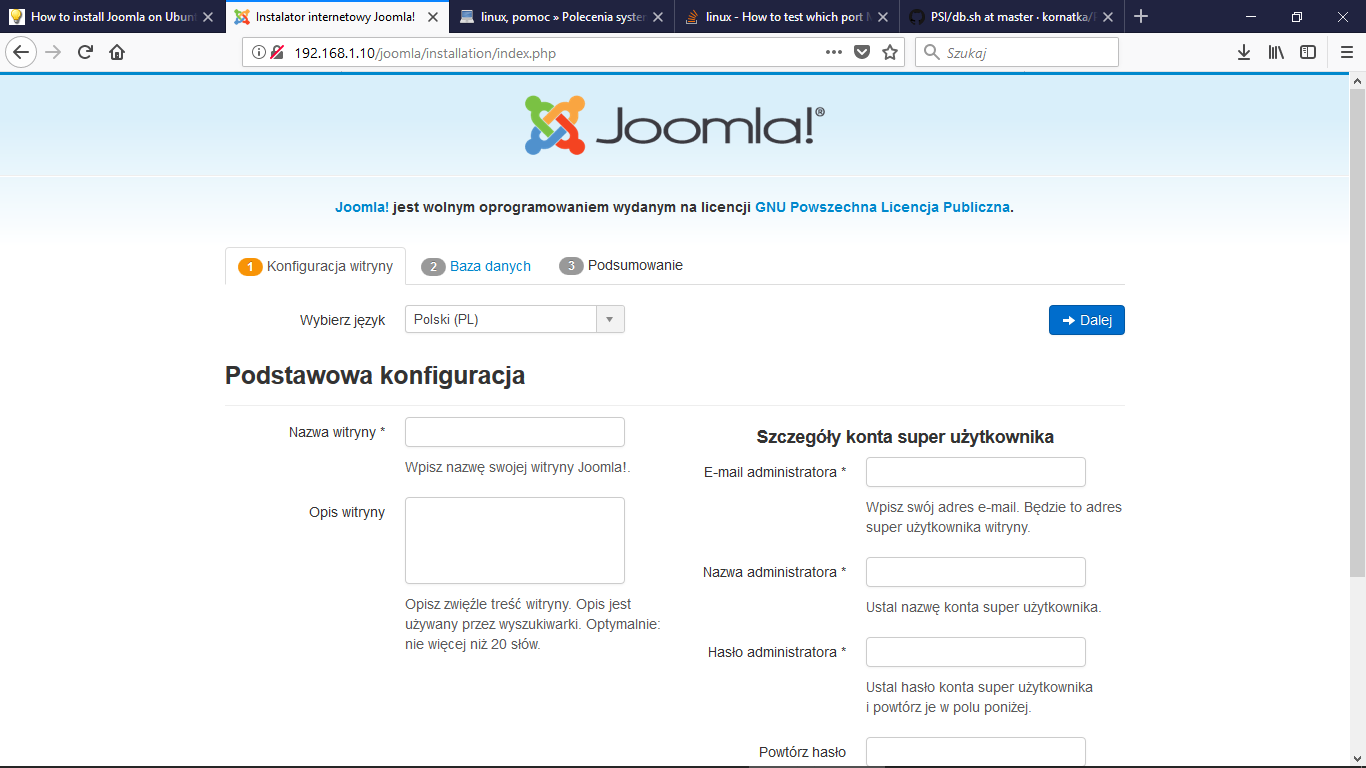 How to install Joomla on Ubunt
Instalator internetowy Joomla!
linux, pomoc » Polecenia syste
linux - How to test which port M
PSI/db.sh at master · kornatka/P
192.168.1.10/joomla/installation/index.php
Szukaj
Joomla!®
Joomla! jest wolnym oprogramowaniem wydanym na licencji GNU Powszechna Licencja Publiczna.
1 Konfiguracja witryny
2 Baza danych
3 Podsumowanie
Wybierz język
Polski (PL)
Dalej
Podstawowa konfiguracja
Nazwa witryny *
Wpisz nazwę swojej witryny Joomla!.
Opis witryny
Opisz zwięźle treść witryny. Opis jest
używany przez wyszukiwarki. Optymalnie:
nie więcej niż 20 słów.
Szczegóły konta super użytkownika
E-mail administratora *
Wpisz swój adres e-mail. Będzie to adres
super użytkownika witryny.
Nazwa administratora *
Ustal nazwę konta super użytkownika.
Hasło administratora *
Ustal hasło konta super użytkownika
i powtórz je w polu poniżej.
Powtórz hasło